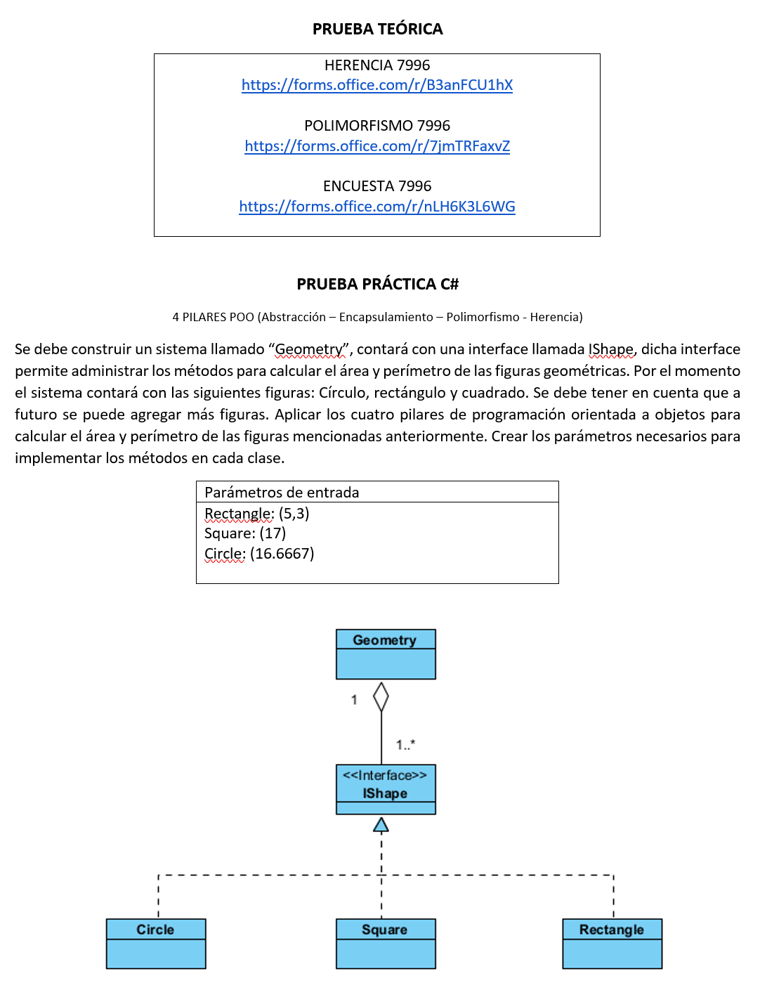 PRUEBA TEÓRICA
HERENCIA 7996
https://forms.office.com/r/B3anFCU1hX
POLIMORFISMO 7996
https://forms.office.com/r/7jmTRFaxvZ
ENCUESTA 7996
https://forms.office.com/r/nLH6K3L6WG
PRUEBA PRÁCTICA C#
4 PILARES POO (Abstracción – Encapsulamiento – Polimorfismo - Herencia)
Se debe construir un sistema llamado “Geometry”, contará con una interface llamada IShape, dicha interface
permite administrar los métodos para calcular el área y perímetro de las figuras geométricas. Por el momento
el sistema contará con las siguientes figuras: Círculo, rectángulo y cuadrado. Se debe tener en cuenta que a
futuro se puede agregar más figuras. Aplicar los cuatro pilares de programación orientada a objetos para
calcular el área y perímetro de las figuras mencionadas anteriormente. Crear los parámetros necesarios para
implementar los métodos en cada clase.
Parámetros de entrada
Rectangle: (5,3)
Square: (17)
Circle: (16.6667)
Geometry
1
1..*
<<Interface>>
IShape
Circle
Square
Rectangle